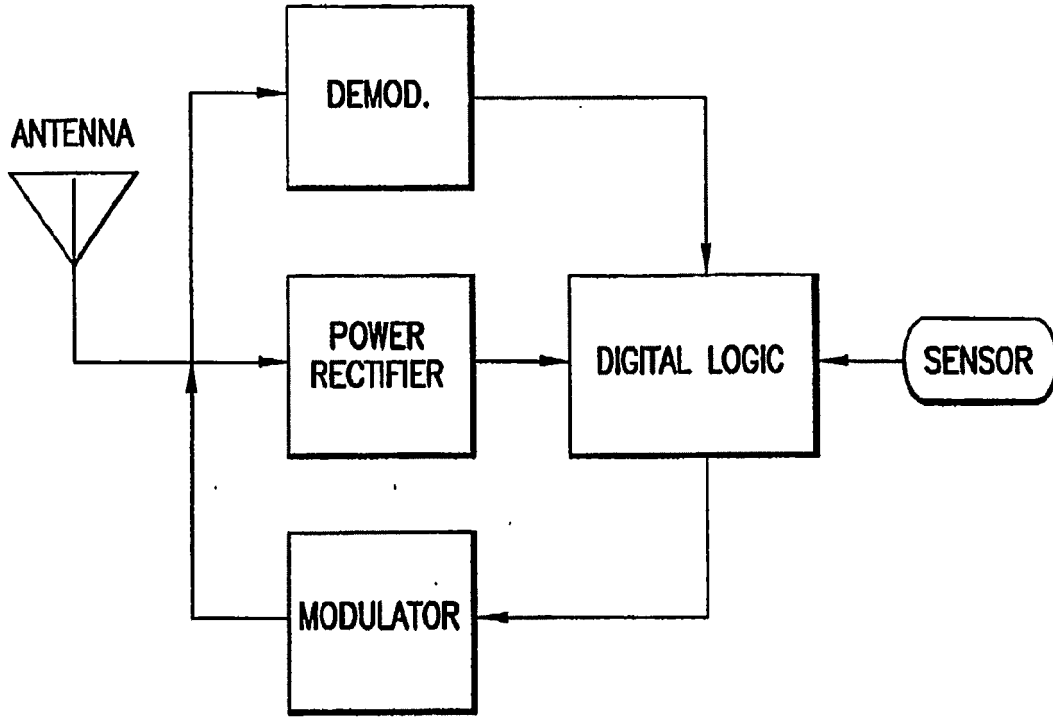 DEMOD.
ANTENNA
POWER
RECTIFIER
DIGITAL LOGIC
SENSOR
MODULATOR